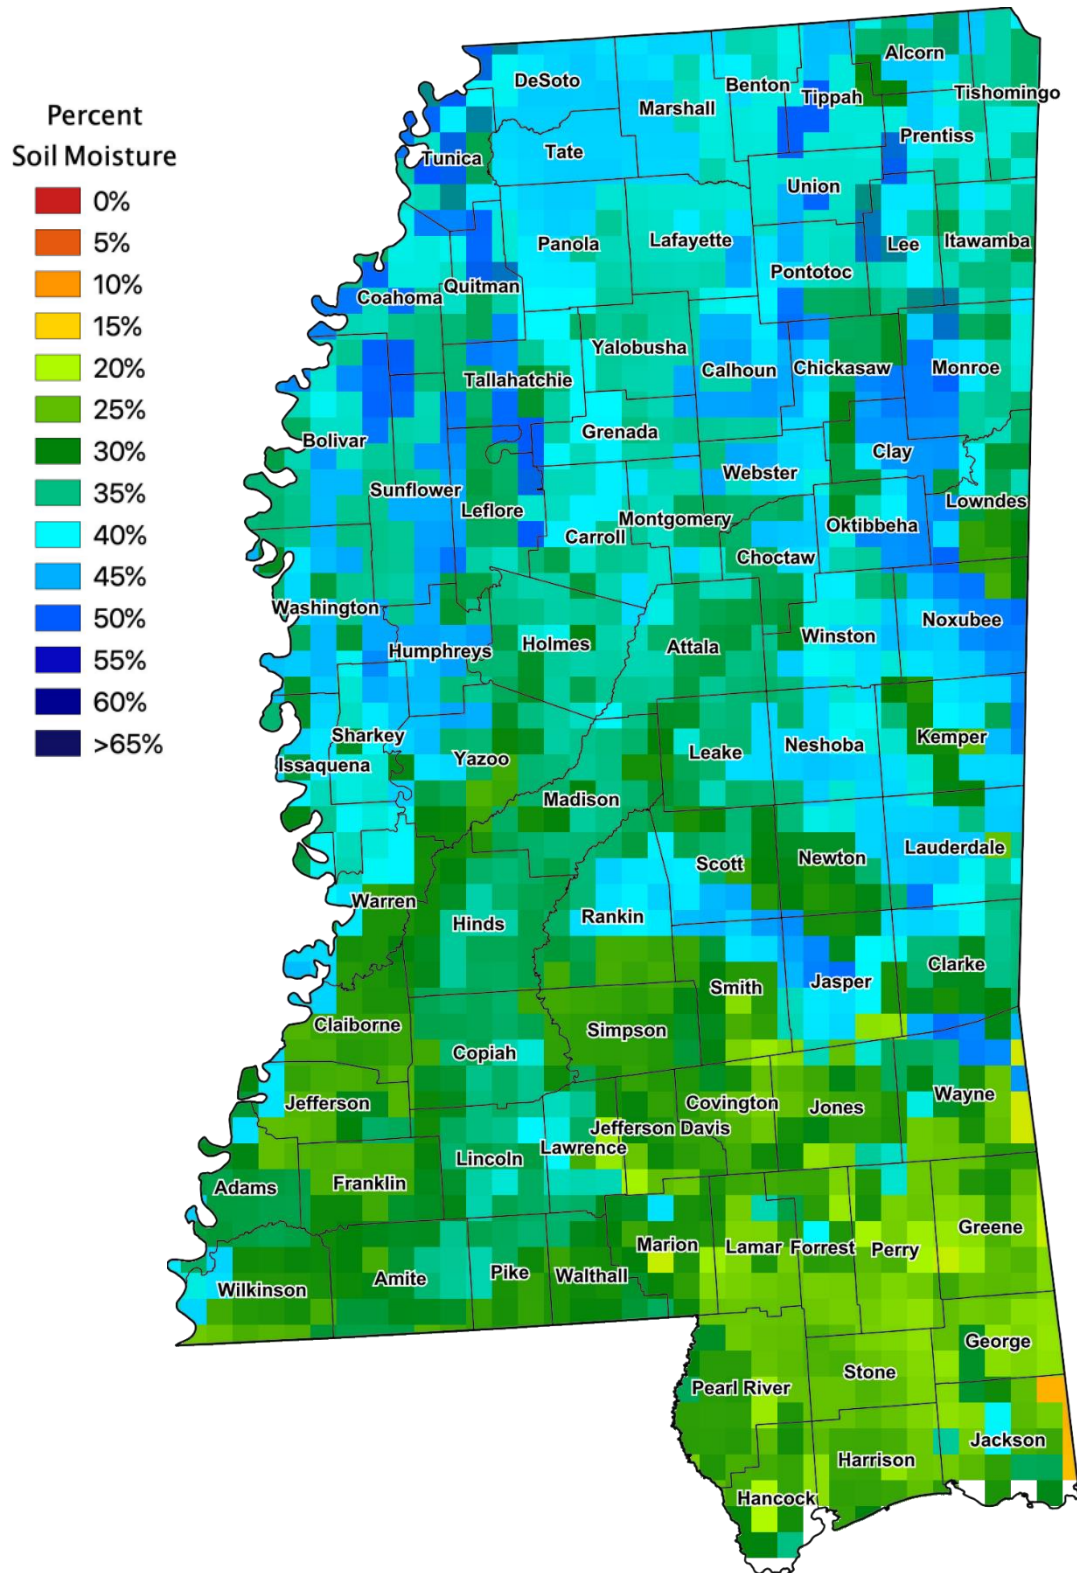 Percent
Soil Moisture
0%
5%
10%
15%
20%
25%
30%
35%
40%
45%
50%
55%
60%
>65%
Alcorn
DeSoto
Benton
Tippah
Tishomingo
Marshall
Prentiss
Tate
Tunica
Union
Panola
Lafayette
Lee
Itawamba
Pontotoc
Quitman
Coahoma
Yalobusha
Calhoun
Chickasaw
Monroe
Tallahatchie
Grenada
Bolivar
Clay
Webster
Sunflower
Leflore
Montgomery
Lowndes
Oktibbeha
Carroll
Choctaw
Washington
Noxubee
Winston
Holmes
Attala
Humphreys
Sharkey
Kemper
Neshoba
Leake
Yazoo
Issaquena
Madison
Lauderdale
Newton
Scott
Warren
Rankin
Hinds
Clarke
Jasper
Smith
Claiborne
Simpson
Copiah
Wayne
Jefferson
Covington
Jones
Jefferson Davis
Lawrence
Lincoln
Franklin
Adams
Greene
Marion
Lamar
Forrest
Perry
Pike
Walthall
Amite
Wilkinson
George
Stone
Pearl River
Jackson
Harrison
Hancock